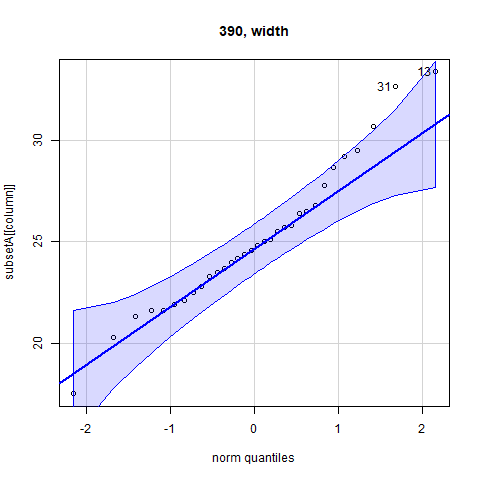 390, width
13
31
30
25
20
subsetA[[column]]
-2 -1 0 1 2
norm quantiles